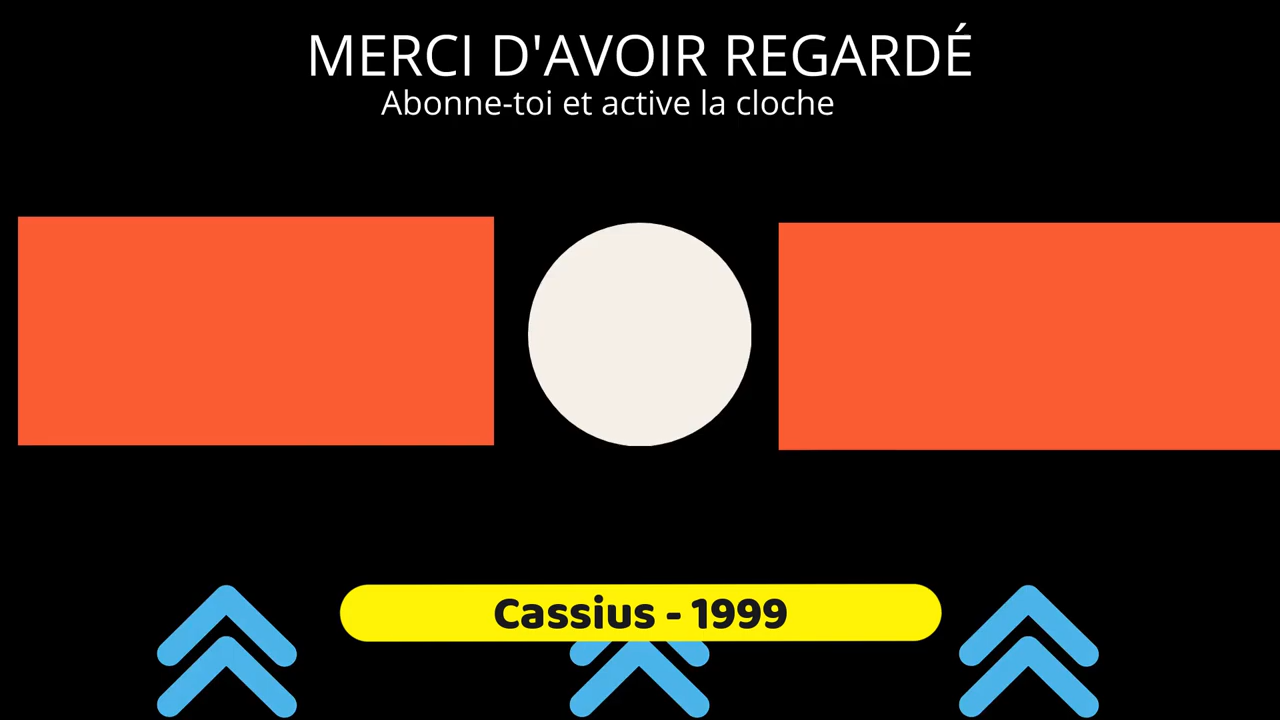 MERCI D'AVOIR REGARDÉ
Abonne-toi et active la cloche
Cassius - 1999